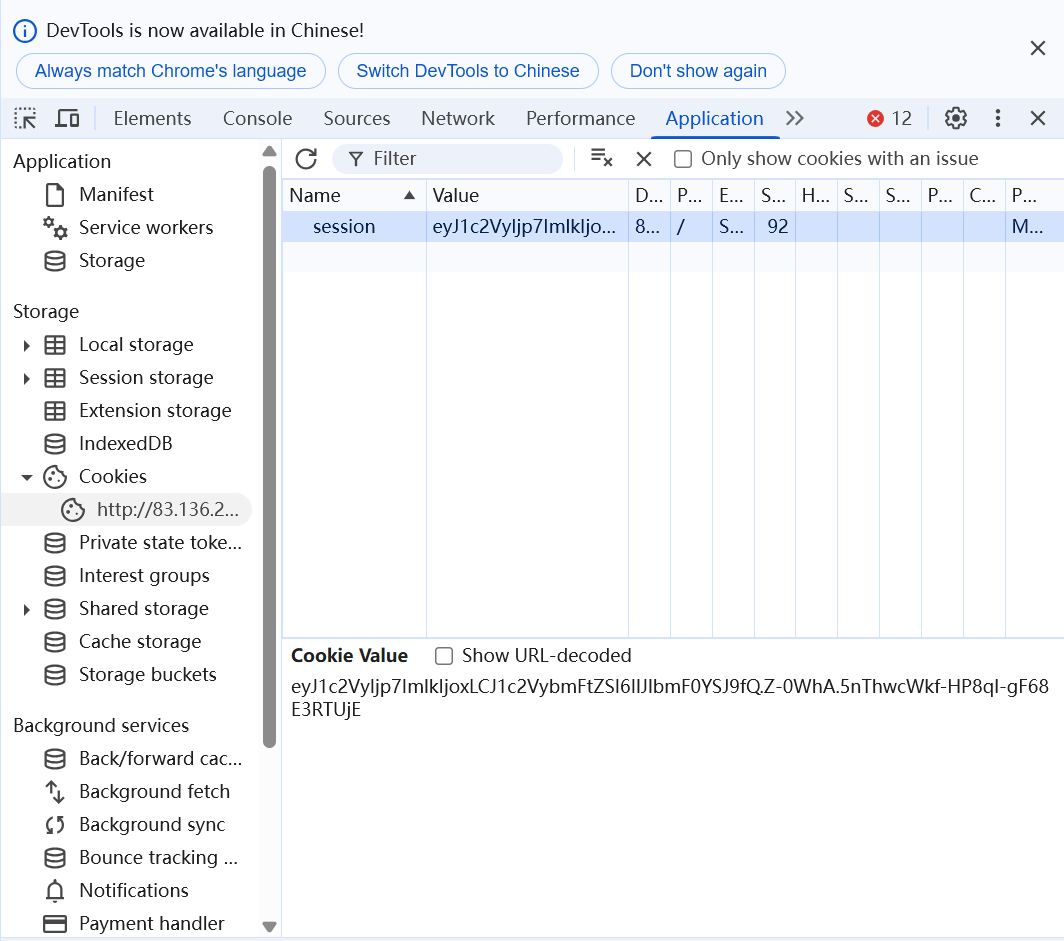 DevTools is now available in Chinese!
Always match Chrome's language
Switch DevTools to Chinese
Don't show again
Elements
Console
Sources
Network
Performance
Application
12
Application
Manifest
Service workers
Storage
Storage
Local storage
Session storage
Extension storage
IndexedDB
Cookies
http://83.136.2...
Private state toke...
Interest groups
Shared storage
Cache storage
Storage buckets
Background services
Back/forward cac...
Background fetch
Background sync
Bounce tracking ...
Notifications
Payment handler
Filter
Only show cookies with an issue
Name Value D... P... E... S... H... S... S... P... C... P...
session eyJ1c2VyIjp7ImlkIjo... 8... / S... 92 M...
Cookie Value
Show URL-decoded
eyJ1c2VyIjp7ImlkIjoxLCJ1c2VybmFtZSI6IlJlbmF0YSJ9fQ.Z-0WhA.5nThwcWkf-HP8qI-gF68
E3RTUjE